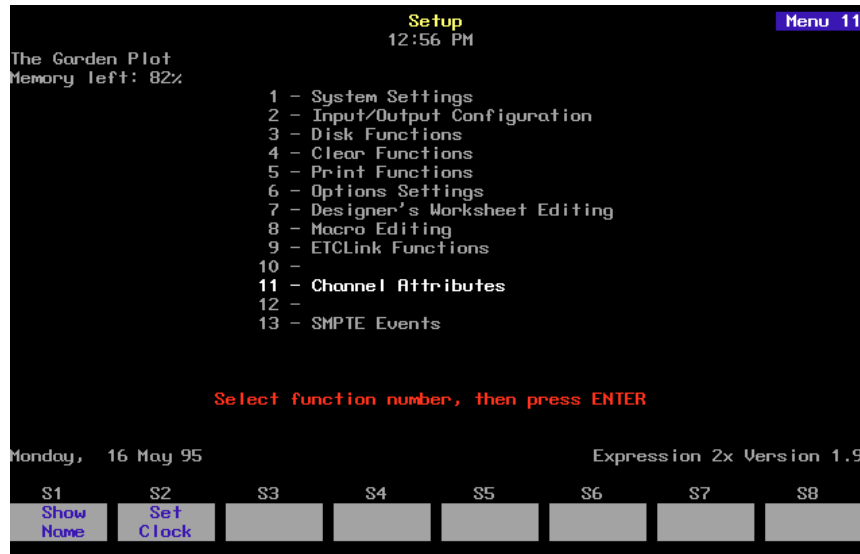 Setup Menu 11
12:56 PM
The Garden Plot
Memory left: 82%
1 - System Settings
2 - Input/Output Configuration
3 - Disk Functions
4 - Clear Functions
5 - Print Functions
6 - Options Settings
7 - Designer's Worksheet Editing
8 - Macro Editing
9 - ETCLink Functions
10 -
11 - Channel Attributes
12 -
13 - SMPTE Events
Select function number, then press ENTER
Monday, 16 May 95 Expression 2x Version 1.9
S1 S2 S3 S4 S5 S6 S7 S8
Show Set
Name Clock